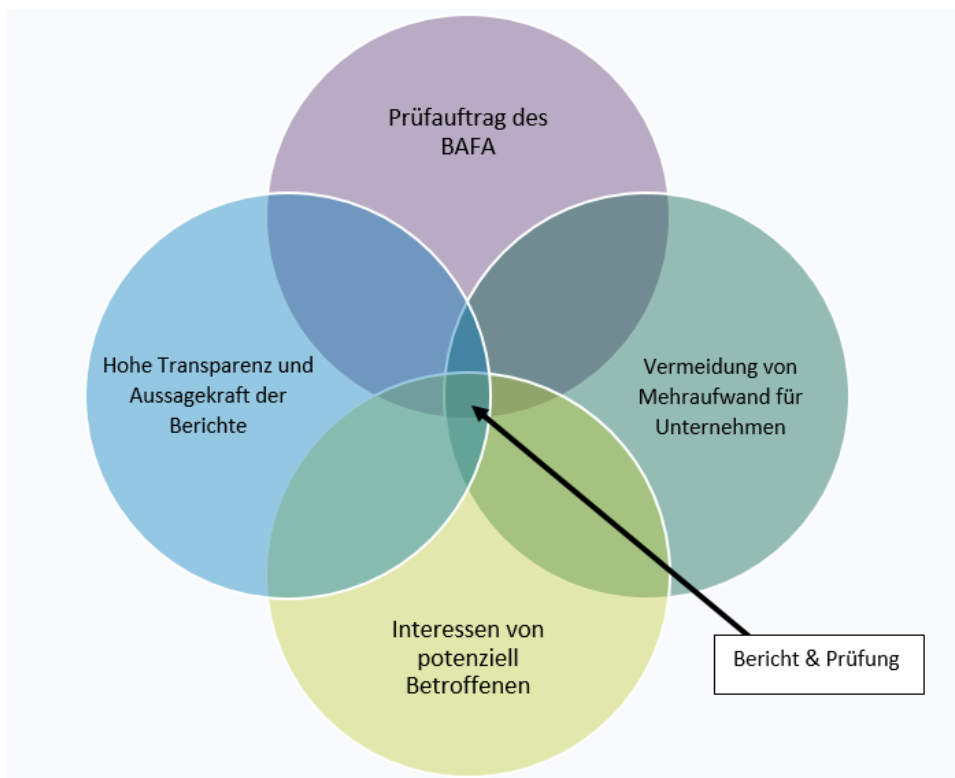 Prüfauftrag des
BAFA
Hohe Transparenz und
Aussagekraft der
Berichte
Vermeidung von
Mehraufwand für
Unternehmen
Interessen von
potenziell
Betroffenen
Bericht & Prüfung